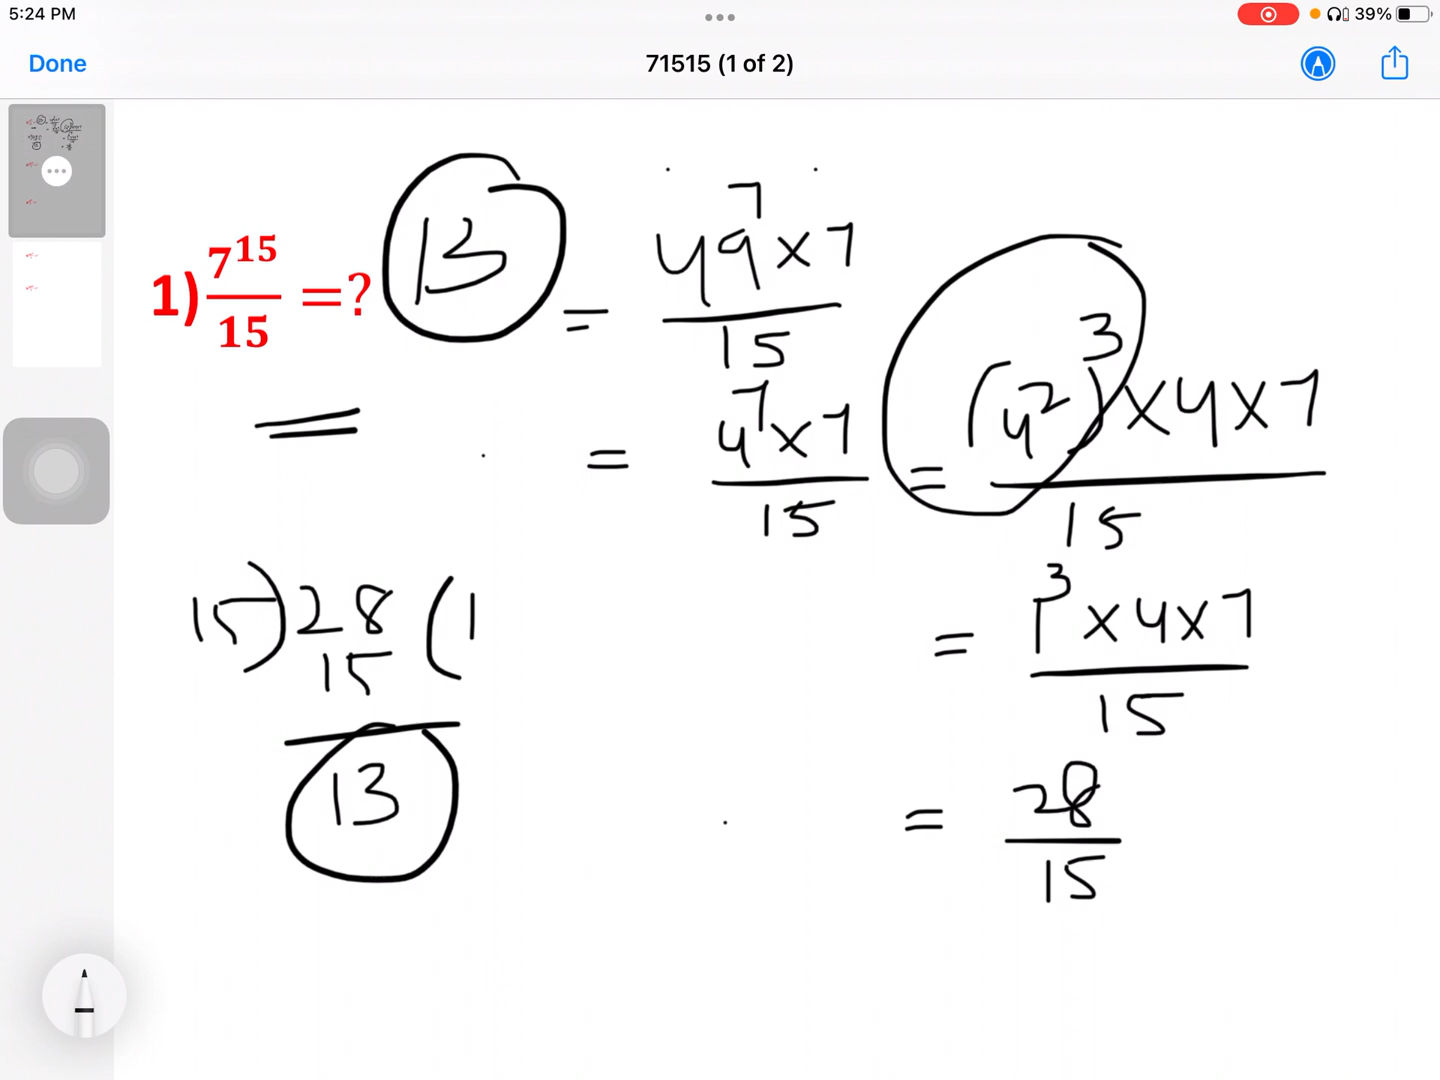 5:24 PM
39%
Done
71515 (1 of 2)
1) 7^15/15 =? 13
= 49^7 x 7 / 15
= 4^7 x 7 / 15
= (4^2)^3 x 4 x 7 / 15
= 1^3 x 4 x 7 / 15
= 28 / 15
15) 28 (1
15
13